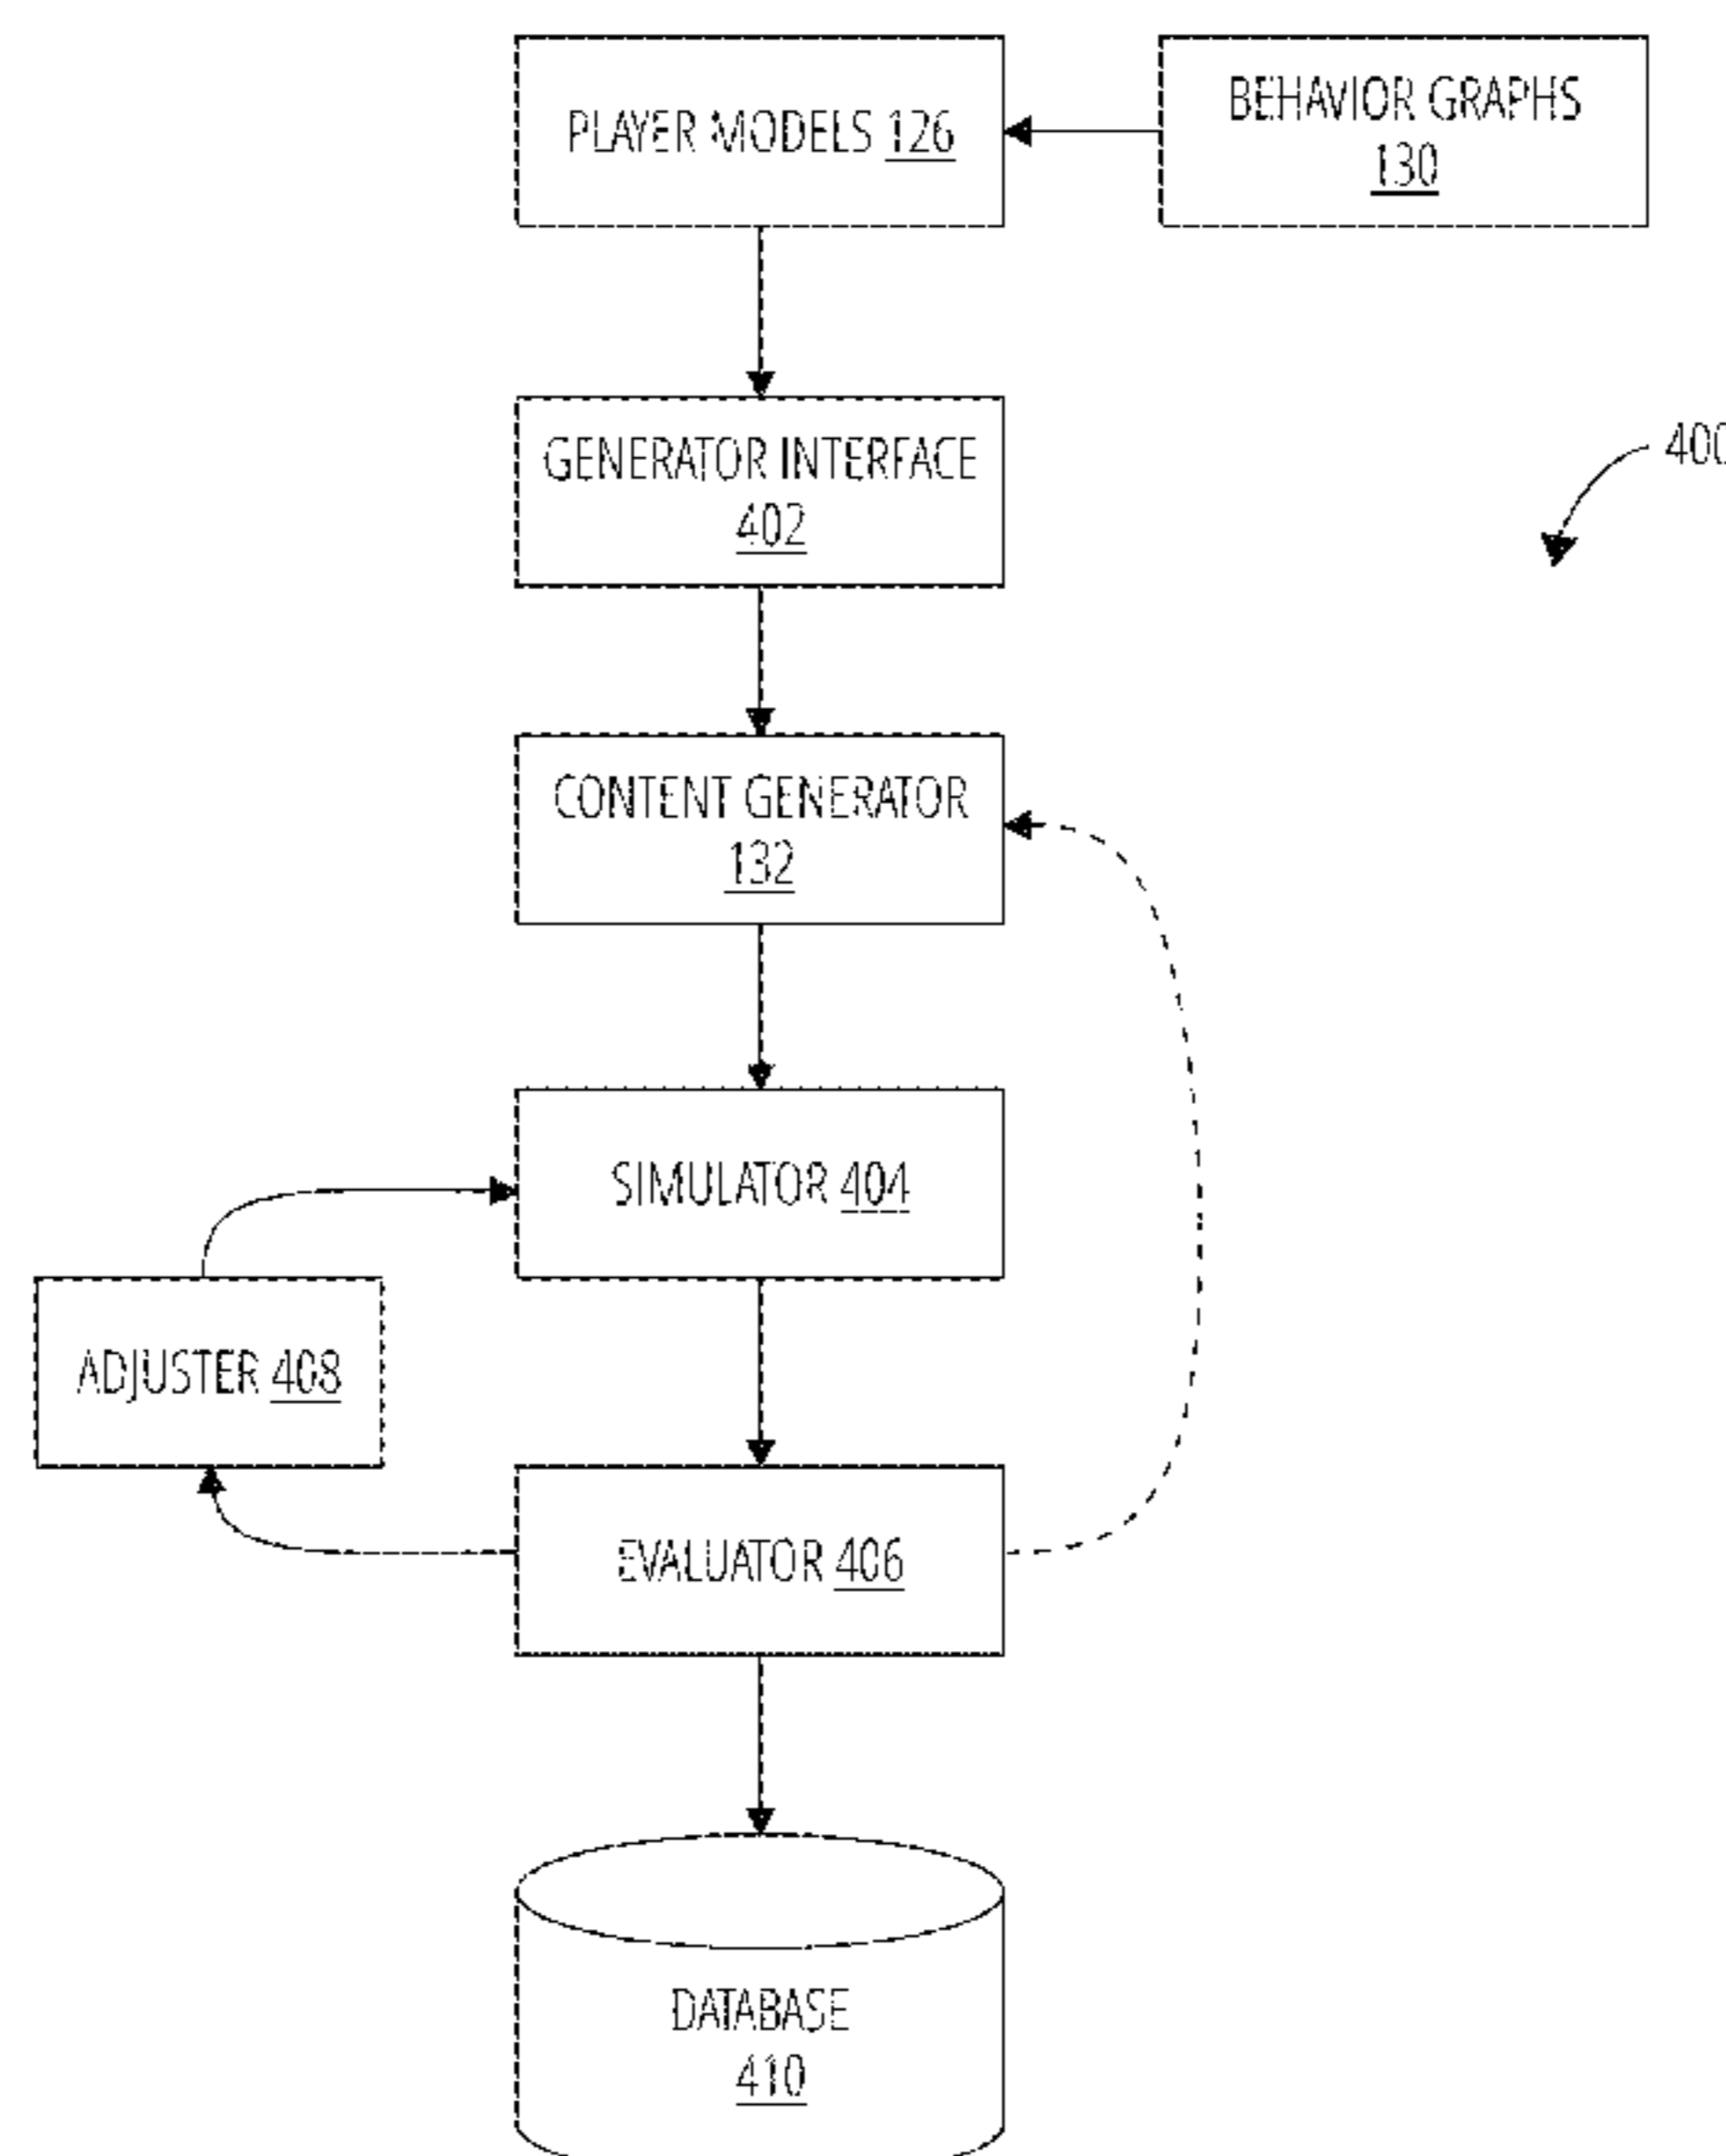 PLAYER MODELS 126
BEHAVIOR GRAPHS
130
GENERATOR INTERFACE
402
400
CONTENT GENERATOR
132
SIMULATOR 404
ADJUSTER 408
EVALUATOR 406
DATABASE
410